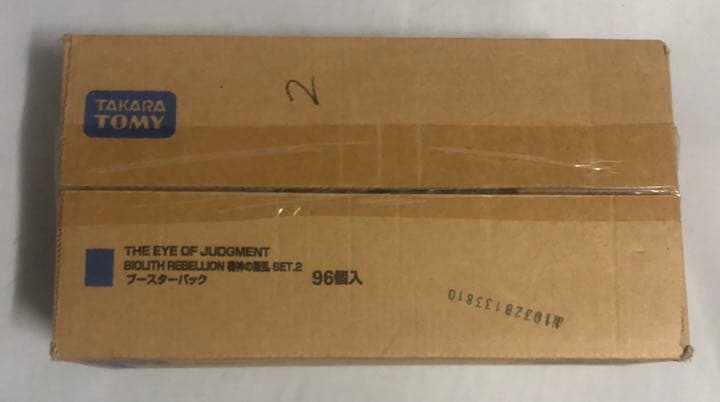 2
TAKARA
TOMY
THE EYE OF JUDGMENT
BIOLITH REBELLION 機神の叛乱 SET.2
ブースターパック 96個入